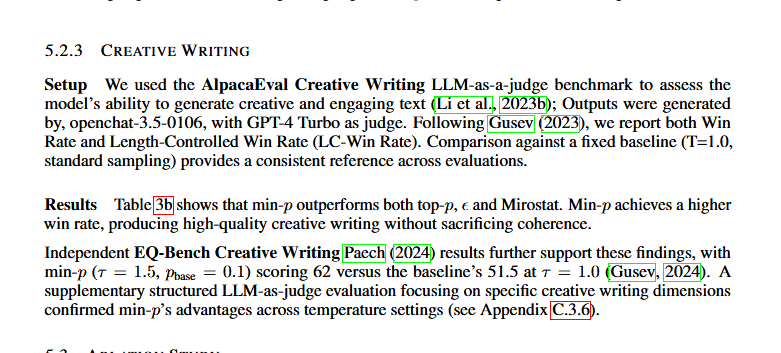 5.2.3 CREATIVE WRITING
Setup We used the AlpacaEval Creative Writing LLM-as-a-judge benchmark to assess the
model's ability to generate creative and engaging text (Li et al., 2023b); Outputs were generated
by, openchat-3.5-0106, with GPT-4 Turbo as judge. Following Gusev (2023), we report both Win
Rate and Length-Controlled Win Rate (LC-Win Rate). Comparison against a fixed baseline (T=1.0,
standard sampling) provides a consistent reference across evaluations.
Results Table 3b shows that min-p outperforms both top-p, ϵ and Mirostat. Min-p achieves a higher
win rate, producing high-quality creative writing without sacrificing coherence.
Independent EQ-Bench Creative Writing Paech (2024) results further support these findings, with
min-p (τ = 1.5, pbase = 0.1) scoring 62 versus the baseline's 51.5 at τ = 1.0 (Gusev, 2024). A
supplementary structured LLM-as-judge evaluation focusing on specific creative writing dimensions
confirmed min-p's advantages across temperature settings (see Appendix C.3.6).